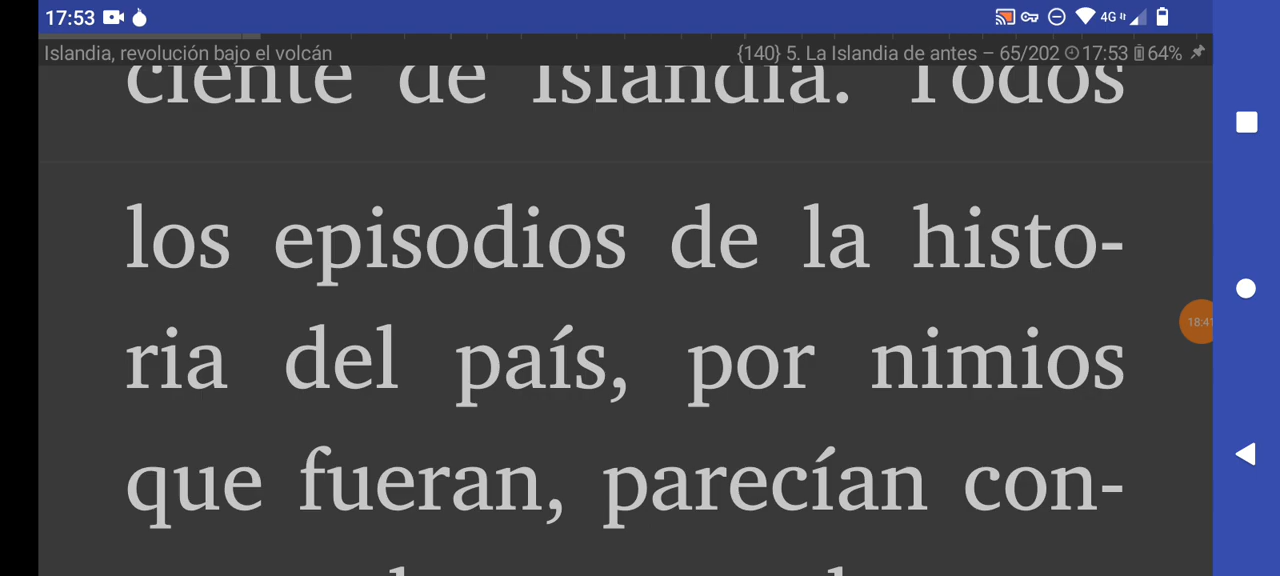 17:53 4G
Islandia, revolución bajo el volcán {140} 5. La Islandia de antes – 65/202 17:53 64%
ciente de Islandia. Todos
los episodios de la histo-
ria del país, por nimios
18:41
que fueran, parecían con-